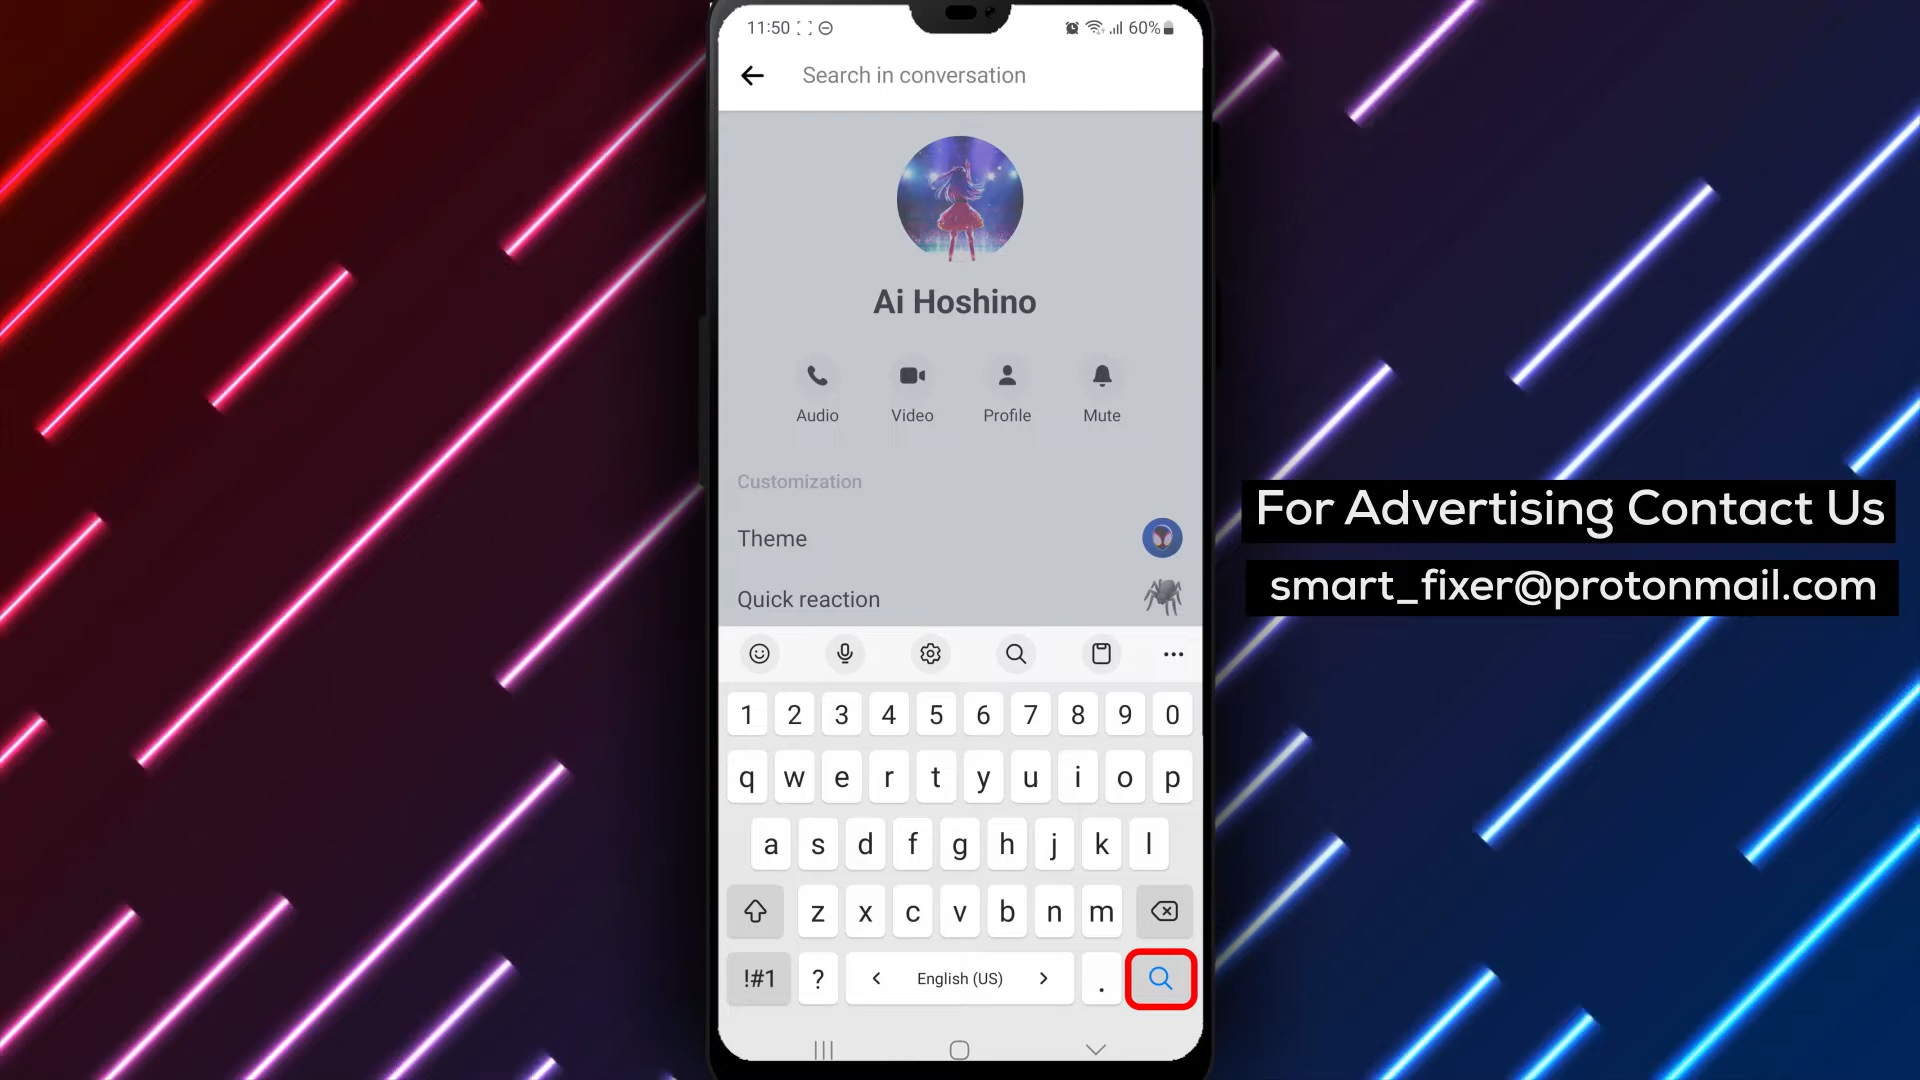 11:50
60%
Search in conversation
Ai Hoshino
Audio Video Profile Mute
Customization
Theme
Quick reaction
For Advertising Contact Us
smart_fixer@protonmail.com
1 2 3 4 5 6 7 8 9 0
q w e r t y u i o p
a s d f g h j k l
z x c v b n m
!#1 ? < English (US) > .